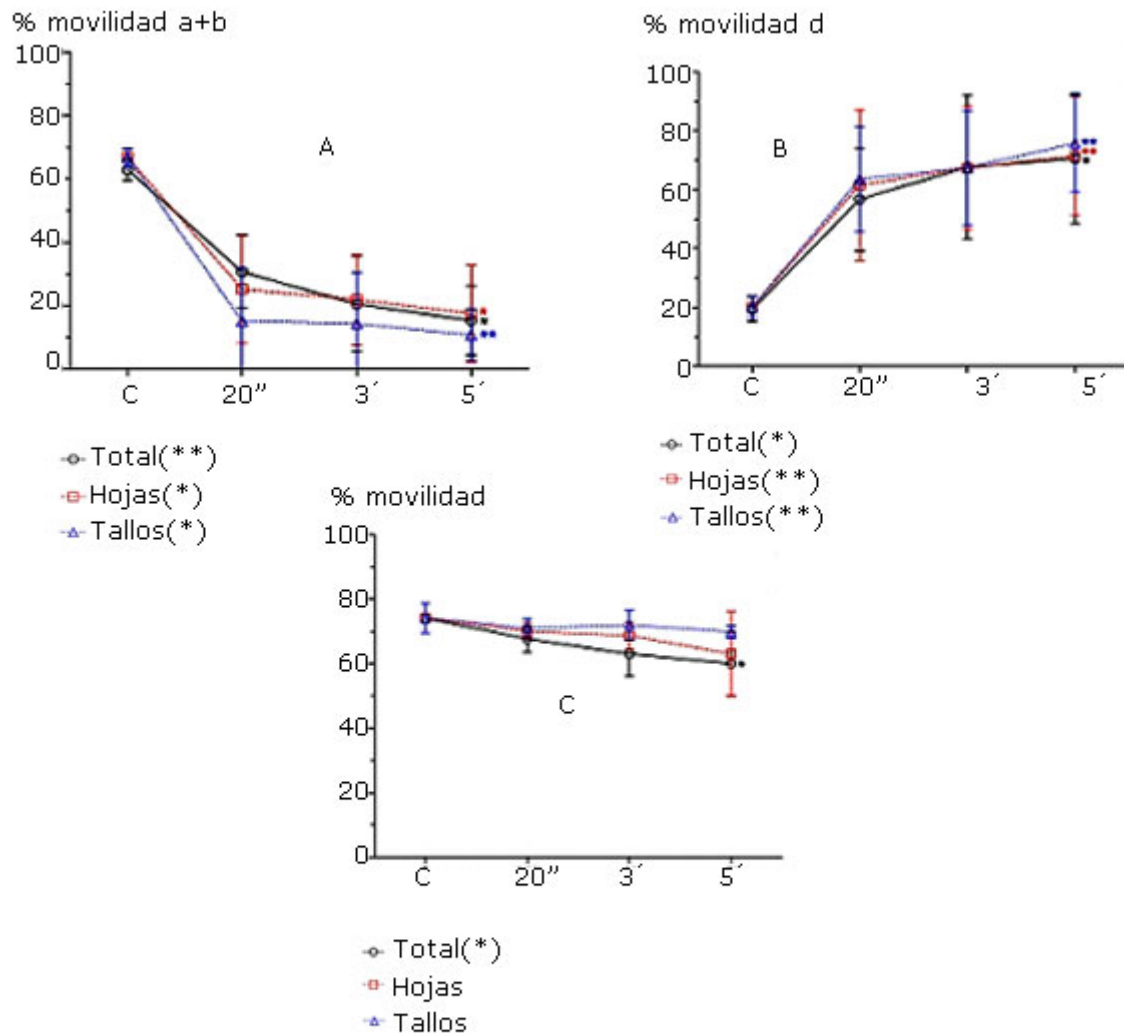 % movilidad a+b
100
80
60
40
20
0
A
C 20” 3´ 5´
*
*
**
Total(**)
Hojas(*)
Tallos(*)
% movilidad d
100
80
60
40
20
0
B
C 20” 3´ 5´
**
**
*
Total(*)
Hojas(**)
Tallos(**)
% movilidad
100
80
60
40
20
0
C
C 20” 3´ 5´
*
Total(*)
Hojas
Tallos